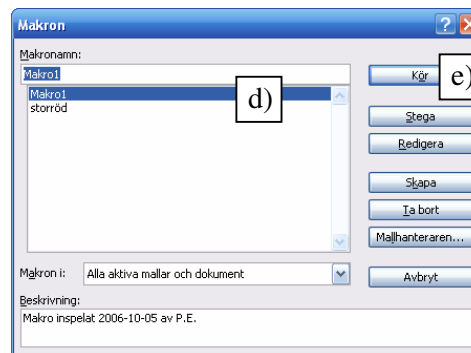 Makron
Makronamn:
Makro1
Makro1
storröd
d)
Kör
e)
Stega
Redigera
Skapa
Ta bort
Mallhanteraren...
Makron i:
Alla aktiva mallar och dokument
Avbryt
Beskrivning:
Makro inspelat 2006-10-05 av P.E.